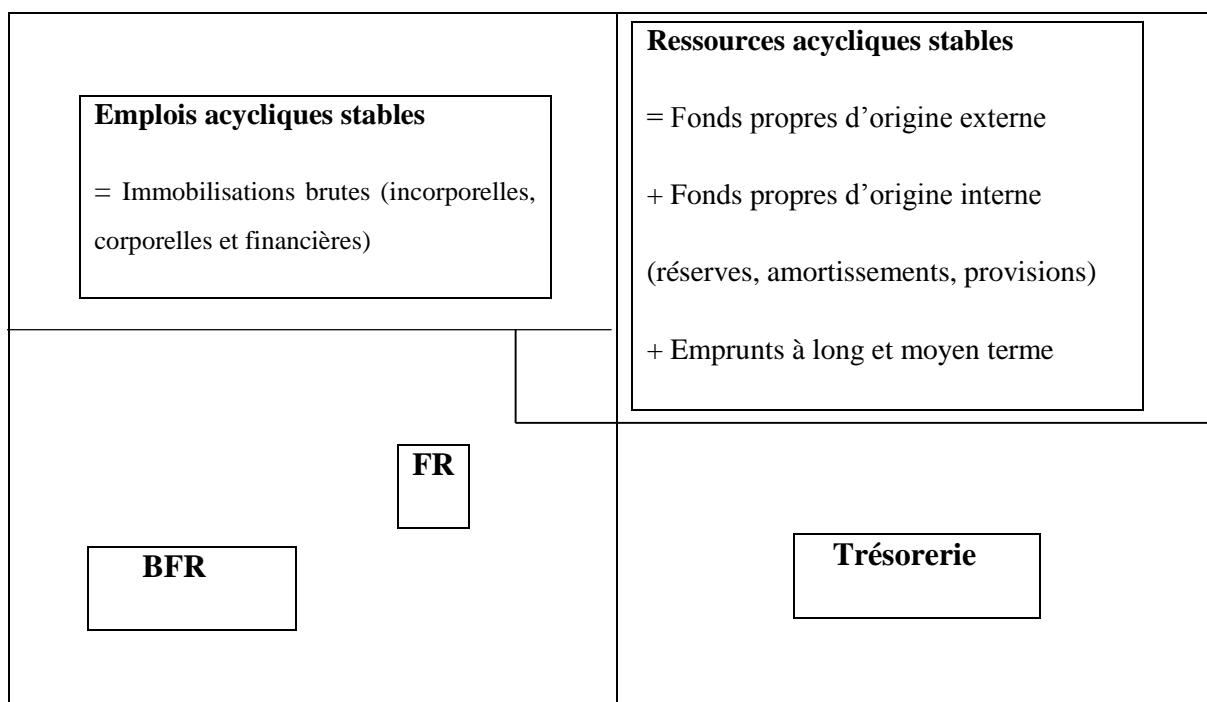 Emplois acycliques stables
= Immobilisations brutes (incorporelles,
corporelles et financières)
Ressources acycliques stables
= Fonds propres d’origine externe
+ Fonds propres d’origine interne
(réserves, amortissements, provisions)
+ Emprunts à long et moyen terme
FR
BFR
Trésorerie